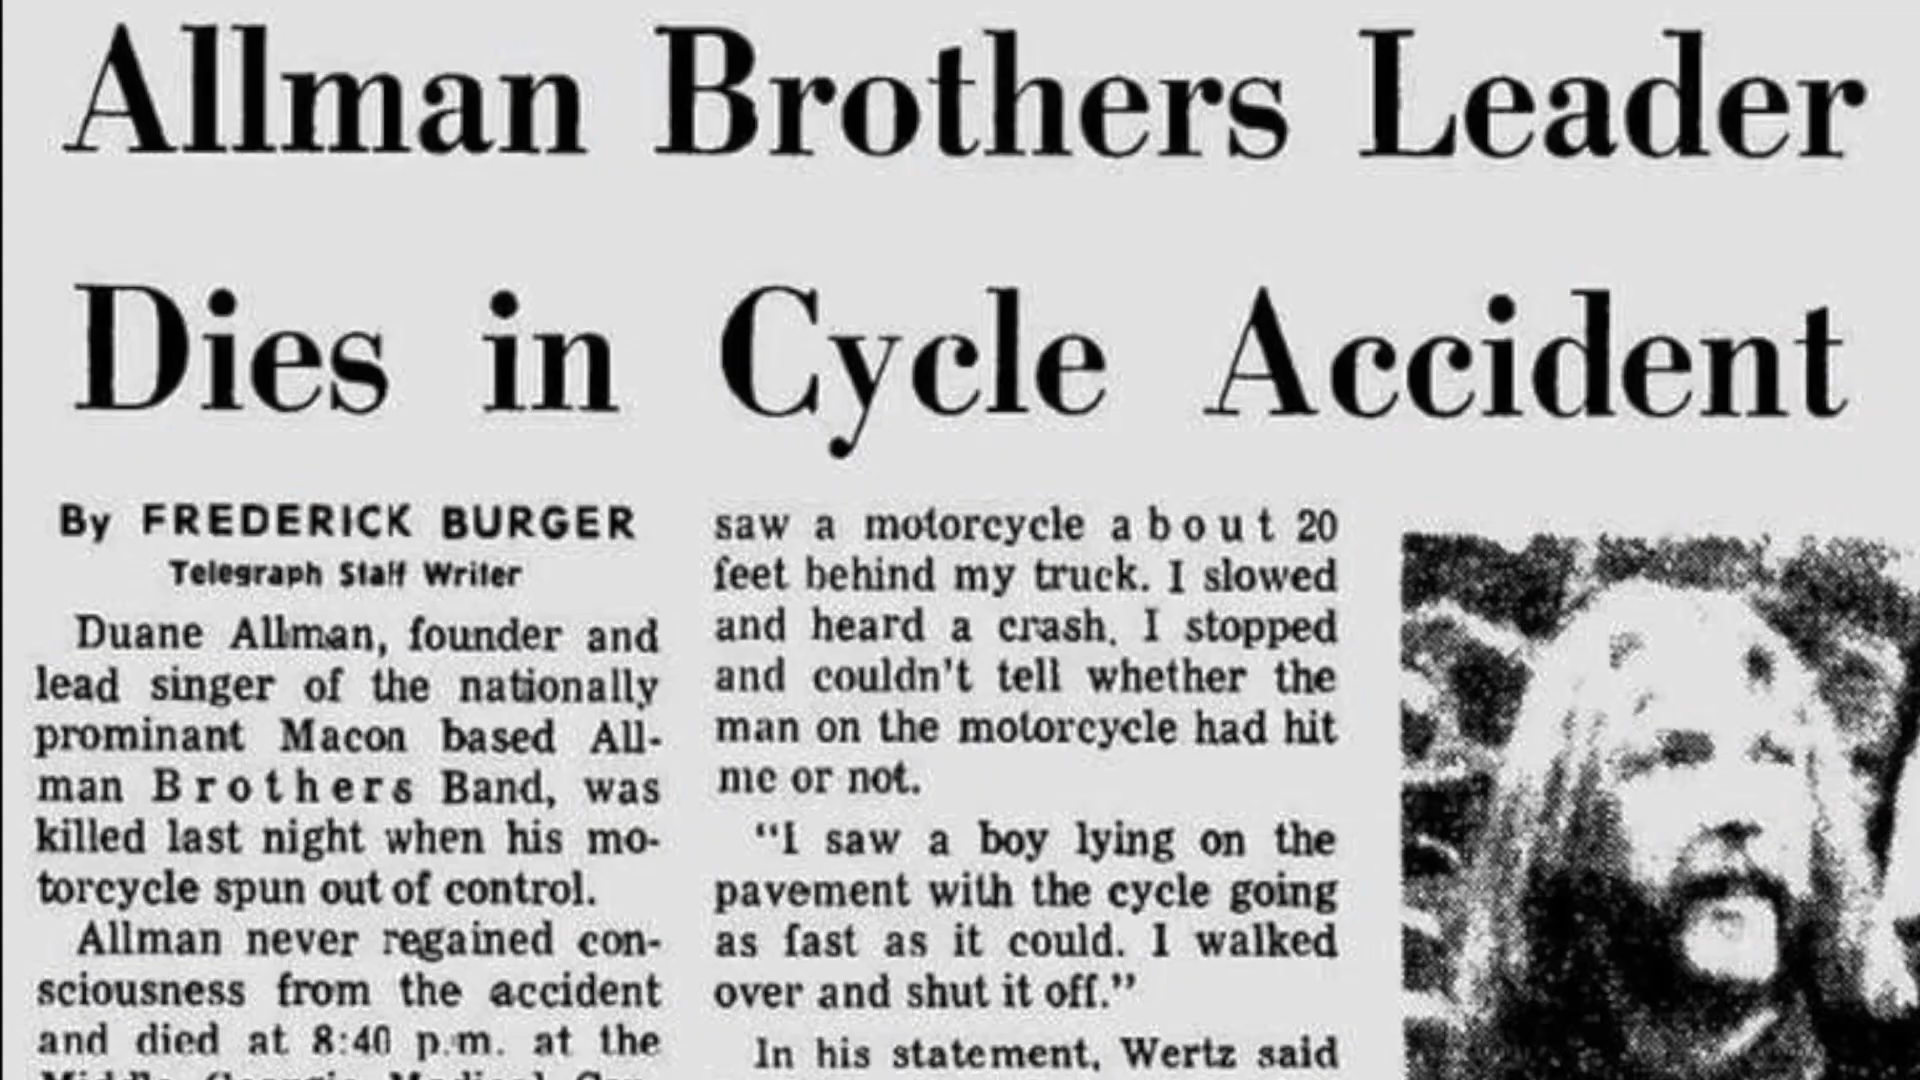 Allman Brothers Leader
Dies in Cycle Accident
By FREDERICK BURGER
Telegraph Staff Writer
Duane Allman, founder and
lead singer of the nationally
prominant Macon based All-
man Brothers Band, was
killed last night when his mo-
torcycle spun out of control.
Allman never regained con-
sciousness from the accident
and died at 8:40 p.m. at the
Middle Georgia Medical Cen-
saw a motorcycle about 20
feet behind my truck. I slowed
and heard a crash. I stopped
and couldn't tell whether the
man on the motorcycle had hit
me or not.
"I saw a boy lying on the
pavement with the cycle going
as fast as it could. I walked
over and shut it off."
In his statement, Wertz said